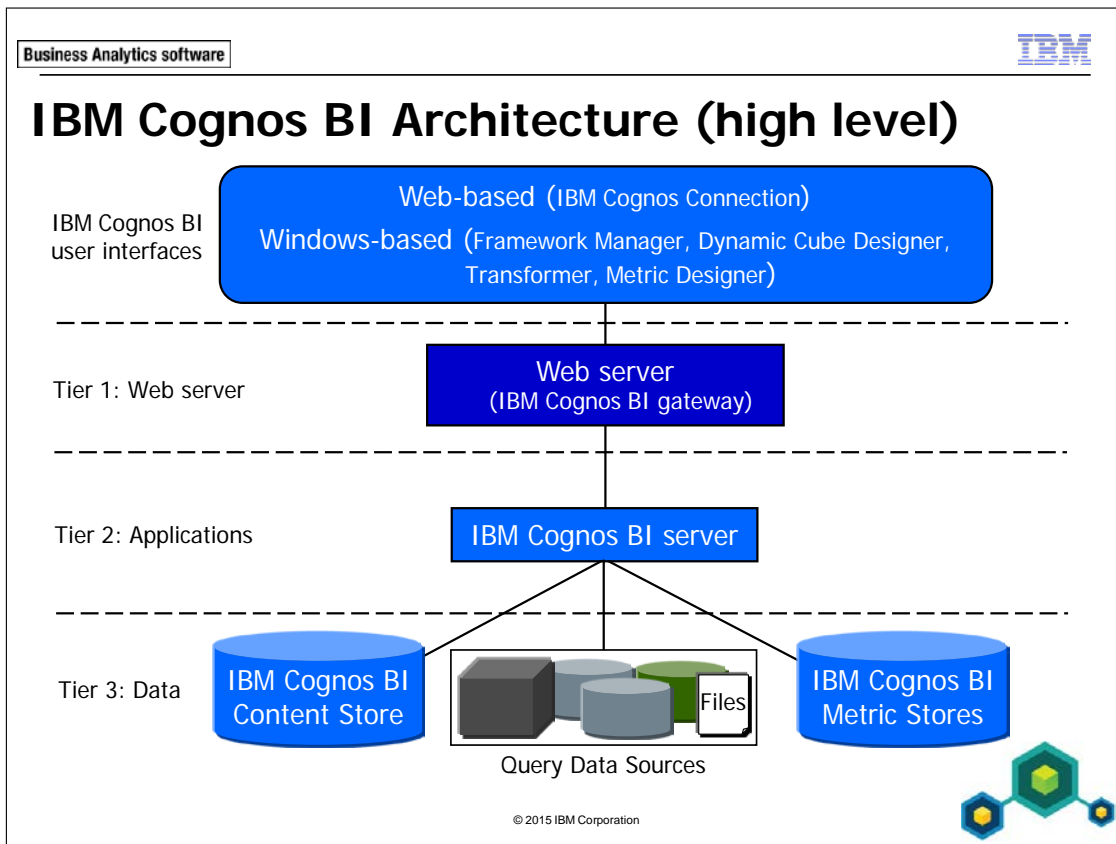 Business Analytics software
IBM
IBM Cognos BI Architecture (high level)
IBM Cognos BI
user interfaces
Web-based (IBM Cognos Connection)
Windows-based (Framework Manager, Dynamic Cube Designer,
Transformer, Metric Designer)
Tier 1: Web server
Web server
(IBM Cognos BI gateway)
Tier 2: Applications
IBM Cognos BI server
Tier 3: Data
IBM Cognos BI
Content Store
Files
IBM Cognos BI
Metric Stores
Query Data Sources
© 2015 IBM Corporation